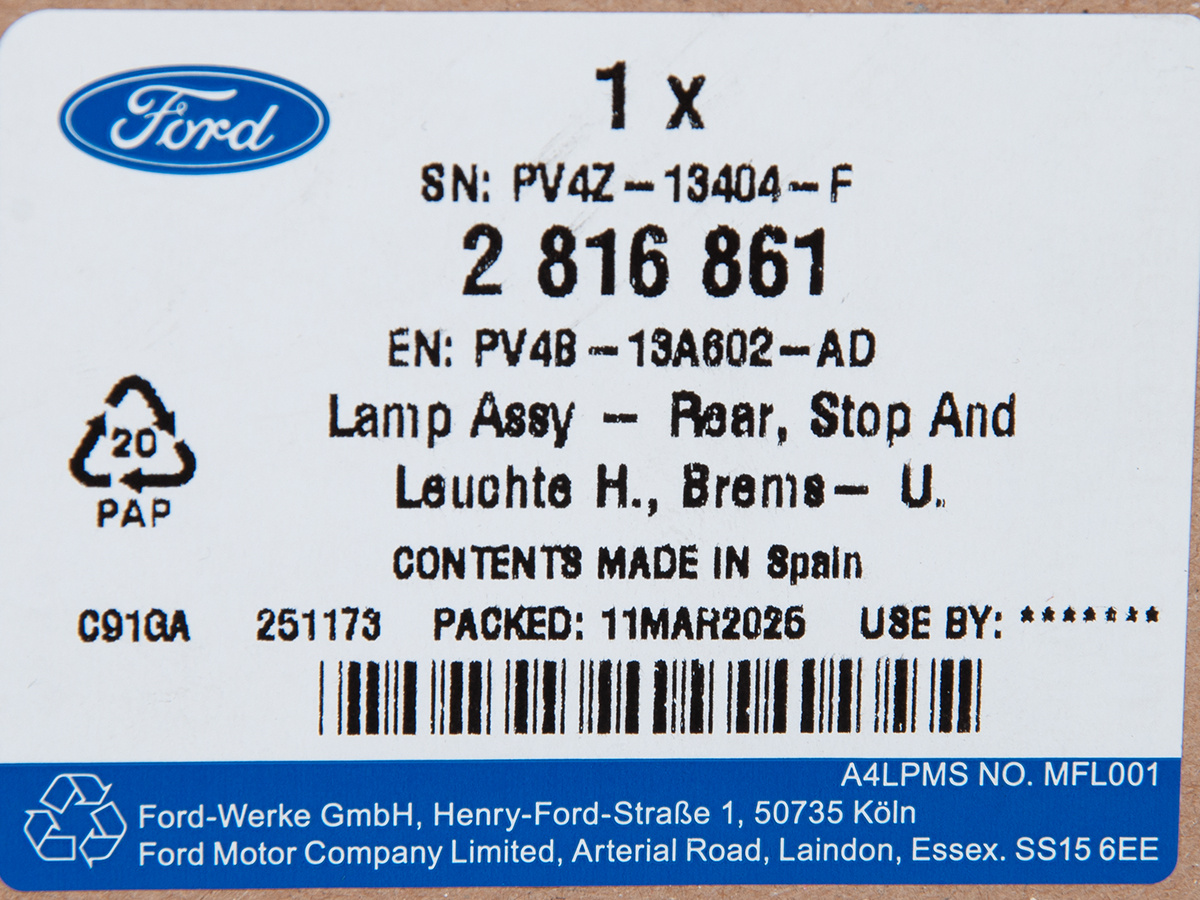 Ford
1 x
SN: PV4Z-13404-F
2 816 861
EN: PV4B-13A602-AD
Lamp Assy - Rear, Stop And
Leuchte H., Brems- U.
20
PAP
CONTENTS MADE IN Spain
C91GA 251173 PACKED: 11MAR2025 USE BY: *******
A4LPMS NO. MFL001
Ford-Werke GmbH, Henry-Ford-Straße 1, 50735 Köln
Ford Motor Company Limited, Arterial Road, Laindon, Essex. SS15 6EE